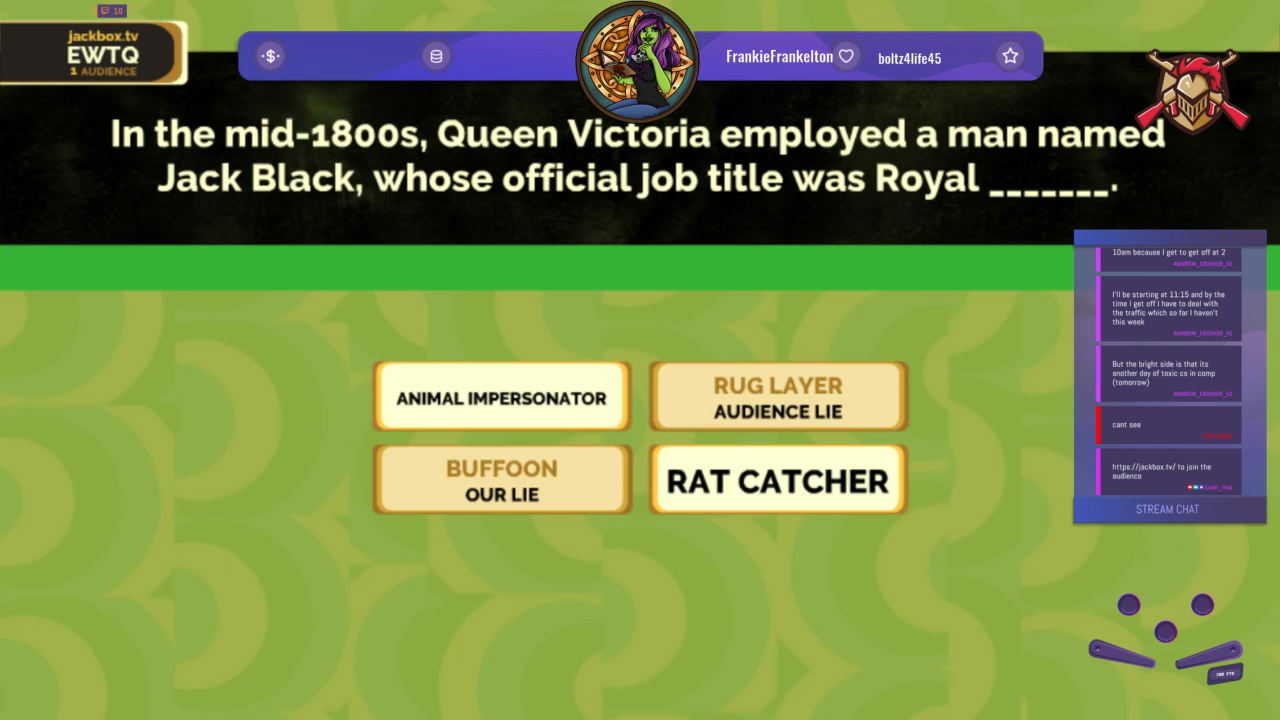 10
jackbox.tv
EWTQ
1 AUDIENCE
FrankieFrankelton
boltz4life45
In the mid-1800s, Queen Victoria employed a man named
Jack Black, whose official job title was Royal _______.
ANIMAL IMPERSONATOR
RUG LAYER
AUDIENCE LIE
BUFFOON
OUR LIE
RAT CATCHER
10am because I get to get off at 2
RAINBOW_CRUSHER_V2
I'll be starting at 11:15 and by the
time I get off I have to deal with
the traffic which so far I haven't
this week
RAINBOW_CRUSHER_V2
But the bright side is that its
another day of toxic cs in comp
(tomorrow)
RAINBOW_CRUSHER_V2
cant see
https://jackbox.tv/ to join the
audience
STREAM CHAT